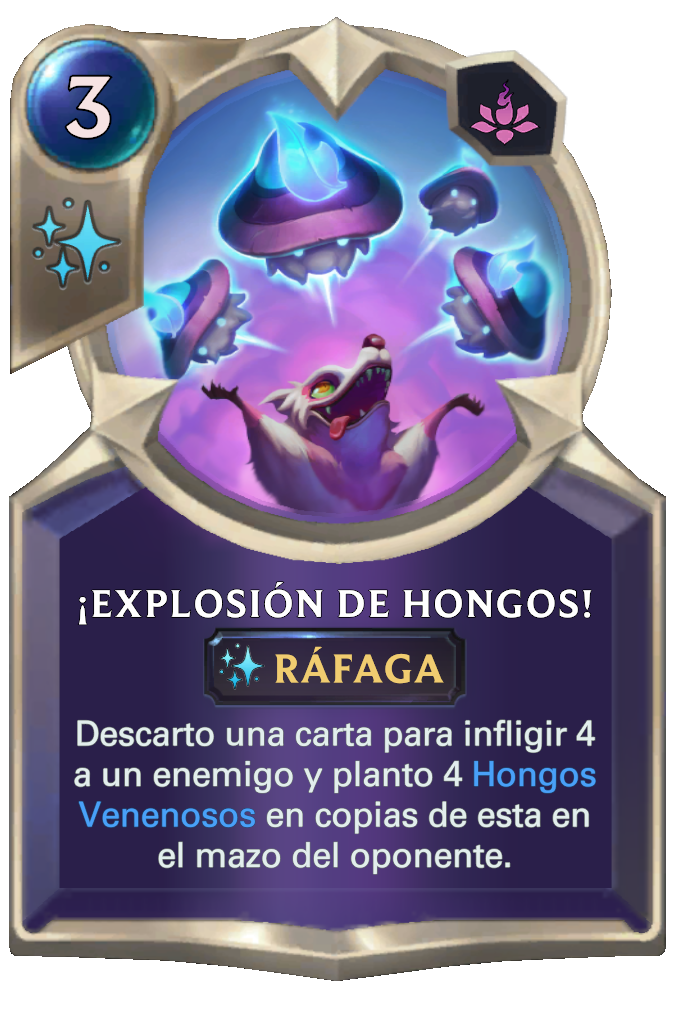 3
¡EXPLOSIÓN DE HONGOS!
RÁFAGA
Descarto una carta para infligir 4
a un enemigo y planto 4 Hongos
Venenosos en copias de esta en
el mazo del oponente.